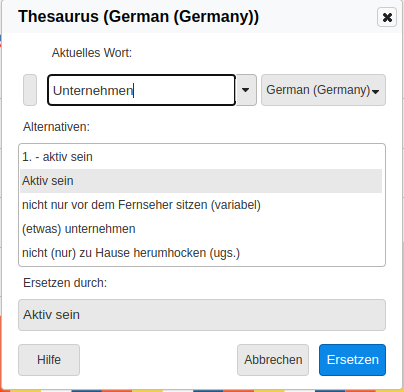 Thesaurus (German (Germany))
Aktuelles Wort:
Unternehmen
German (Germany)
Alternativen:
1. - aktiv sein
Aktiv sein
nicht nur vor dem Fernseher sitzen (variabel)
(etwas) unternehmen
nicht (nur) zu Hause herumhocken (ugs.)
Ersetzen durch:
Aktiv sein
Hilfe
Abbrechen
Ersetzen